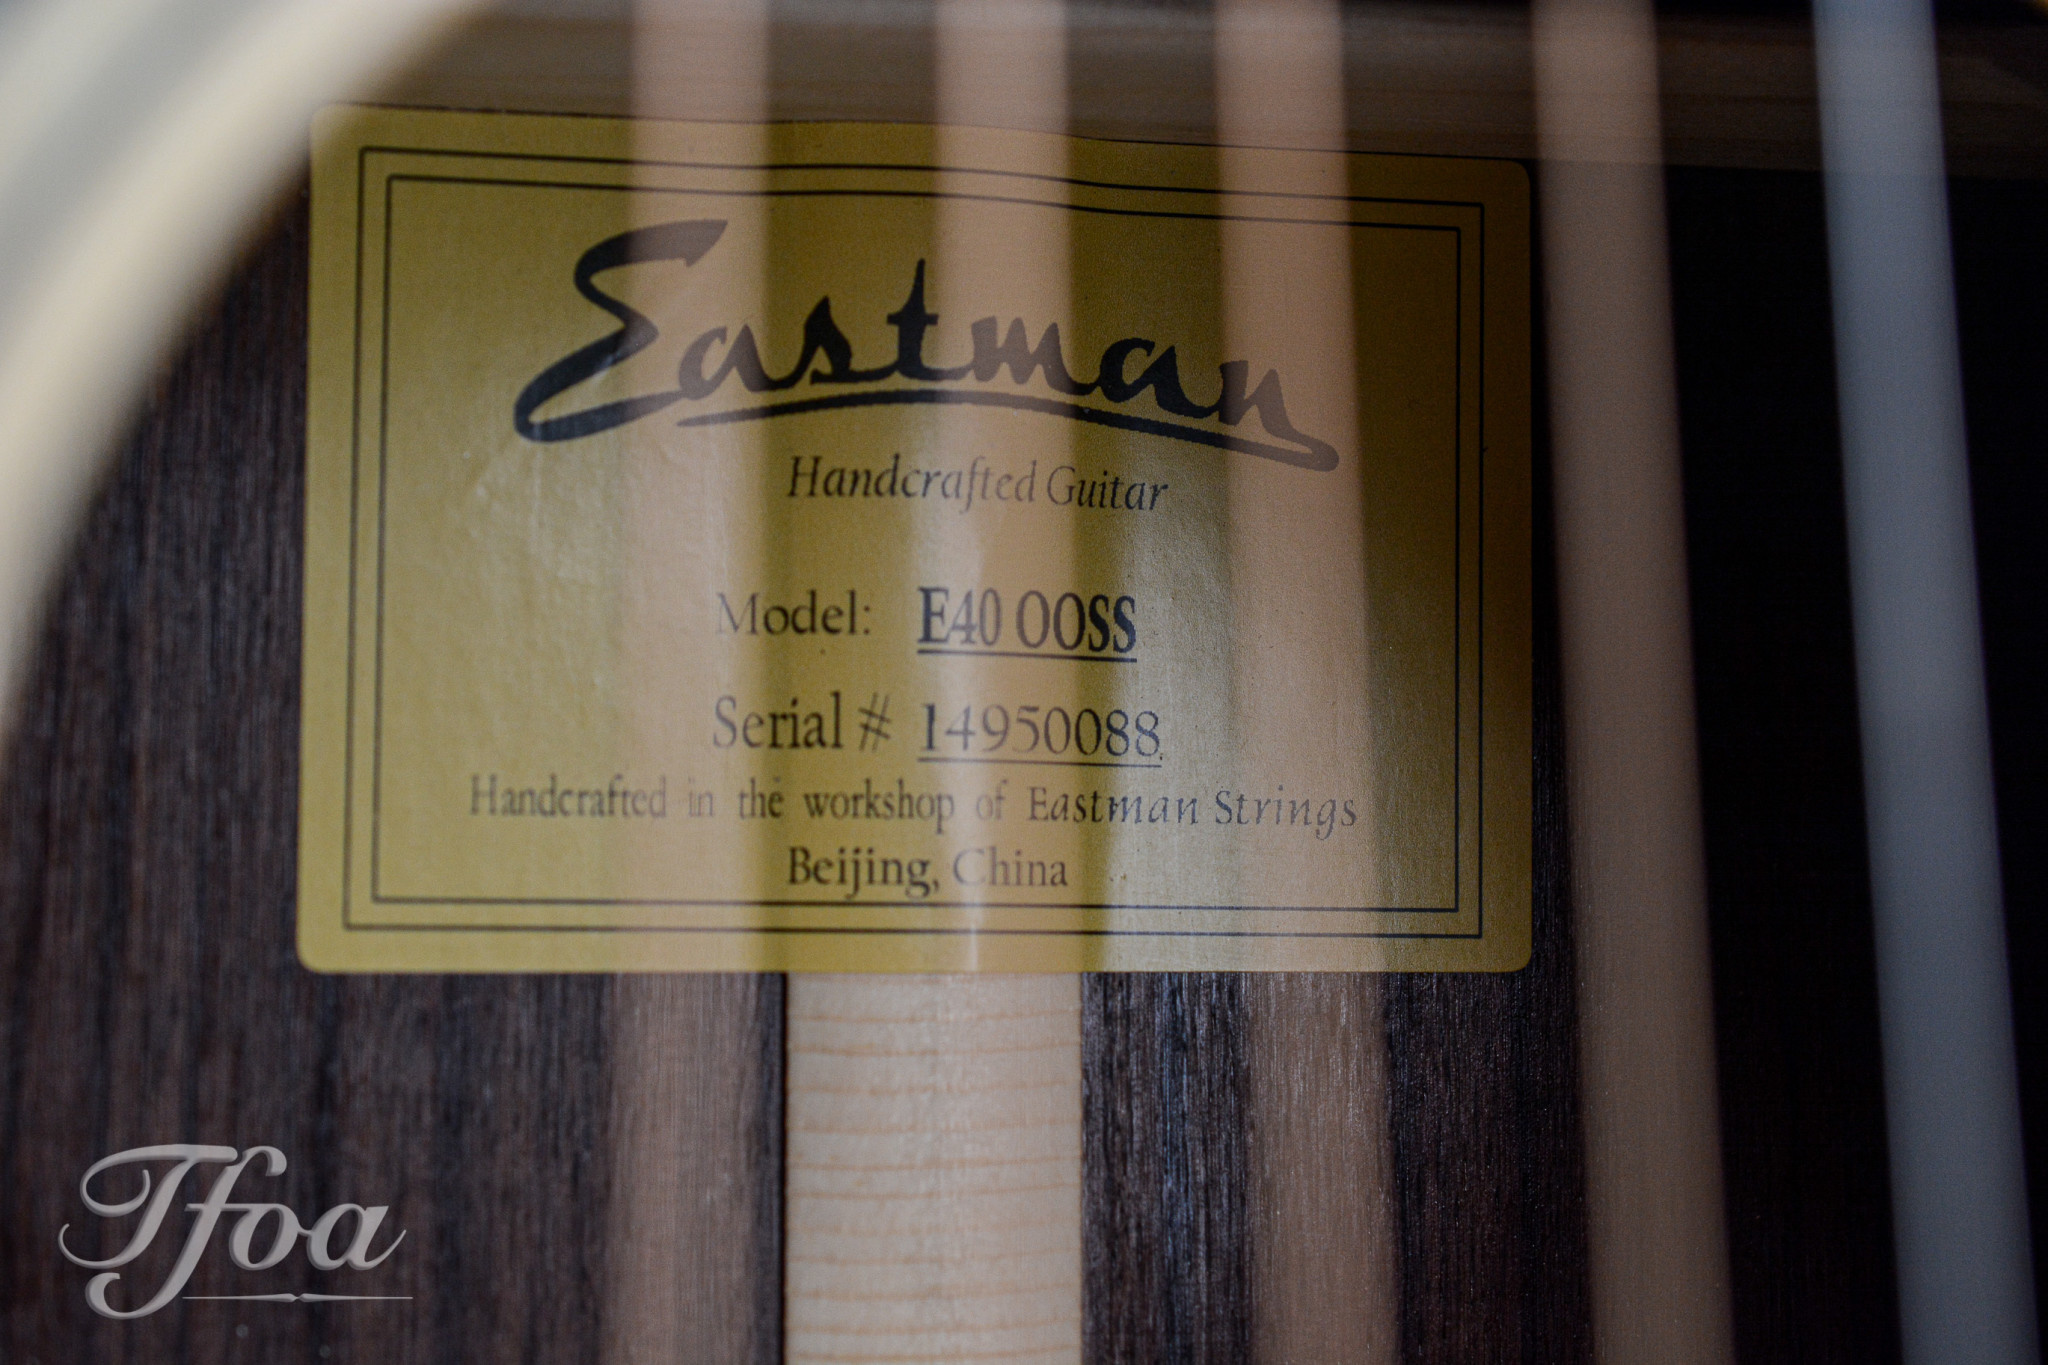 Eastman
Handcrafted Guitar
Model: E40 OOSS
Serial # 14950088
Handcrafted in the workshop of Eastman Strings
Beijing, China
Tfoa